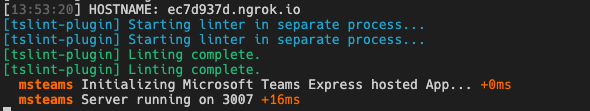 [13:53:20] HOSTNAME: ec7d937d.ngrok.io
[tslint-plugin] Starting linter in separate process...
[tslint-plugin] Starting linter in separate process...
[tslint-plugin] Linting complete.
[tslint-plugin] Linting complete.
msteams Initializing Microsoft Teams Express hosted App... +0ms
msteams Server running on 3007 +16ms